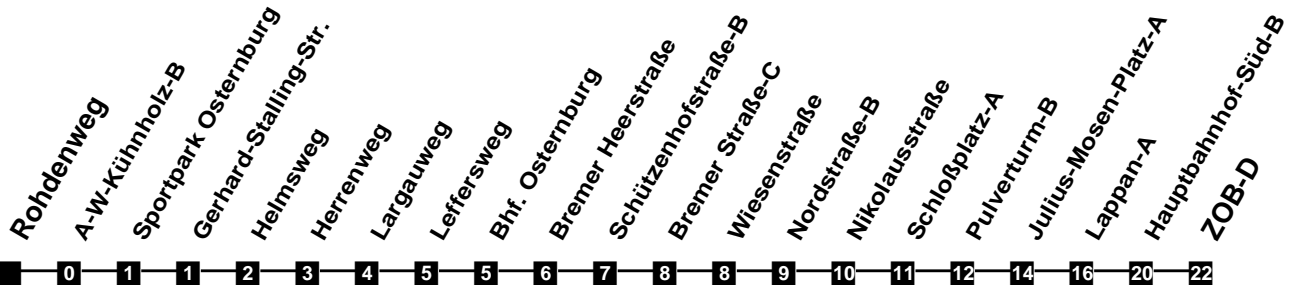 Rohdenweg
A-W-Kühnholz-B
Sportpark Osternburg
Gerhard-Stalling-Str.
Helmsweg
Herrenweg
Largauweg
Leffersweg
Bhf. Osternburg
Bremer Heerstraße
Schützenhofstraße-B
Bremer Straße-C
Wiesenstraße
Nordstraße-B
Nikolausstraße
Schloßplatz-A
Pulverturm-B
Julius-Mosen-Platz-A
Lappan-A
Hauptbahnhof-Süd-B
ZOB-D
0 1 1 2 3 4 5 5 6 7 8 8 9 10 11 12 14 16 20 22